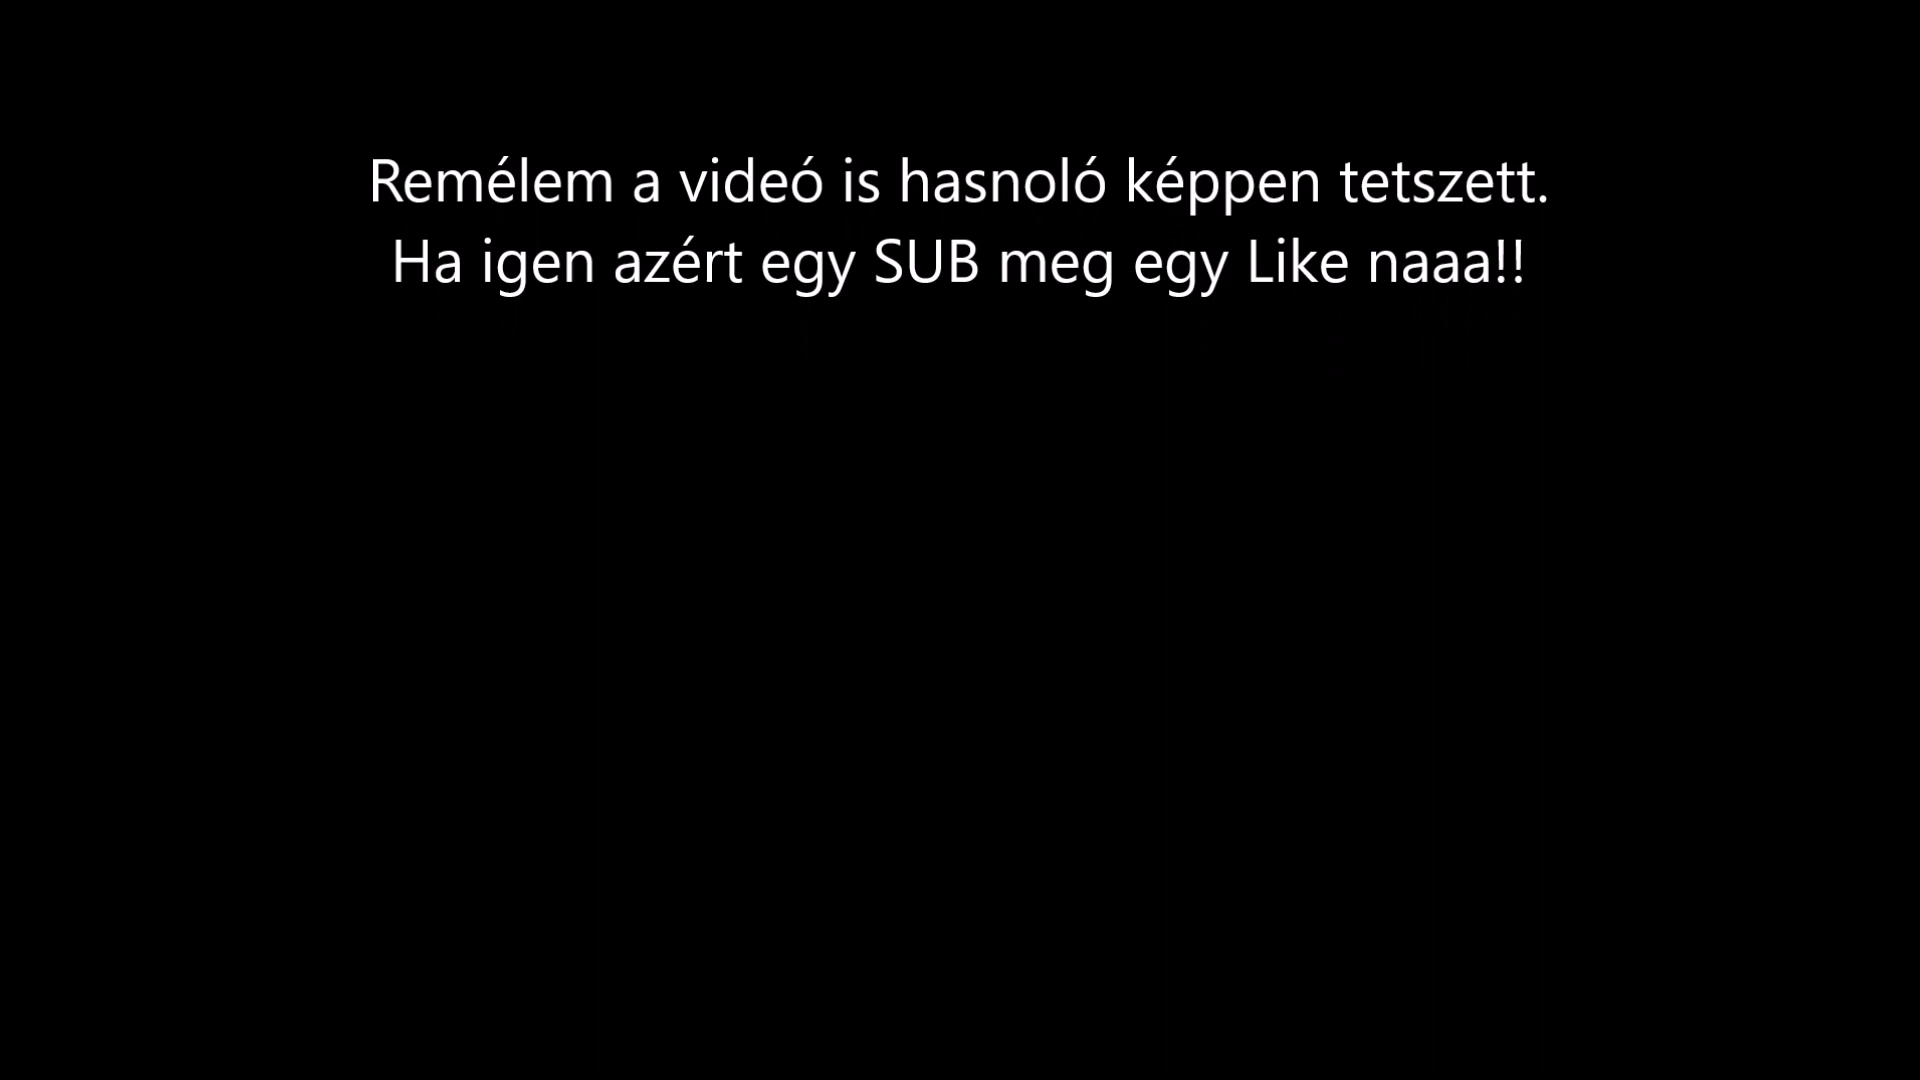 Remélem a videó is hasnoló képpen tetszett.
Ha igen azért egy SUB meg egy Like naaa!!